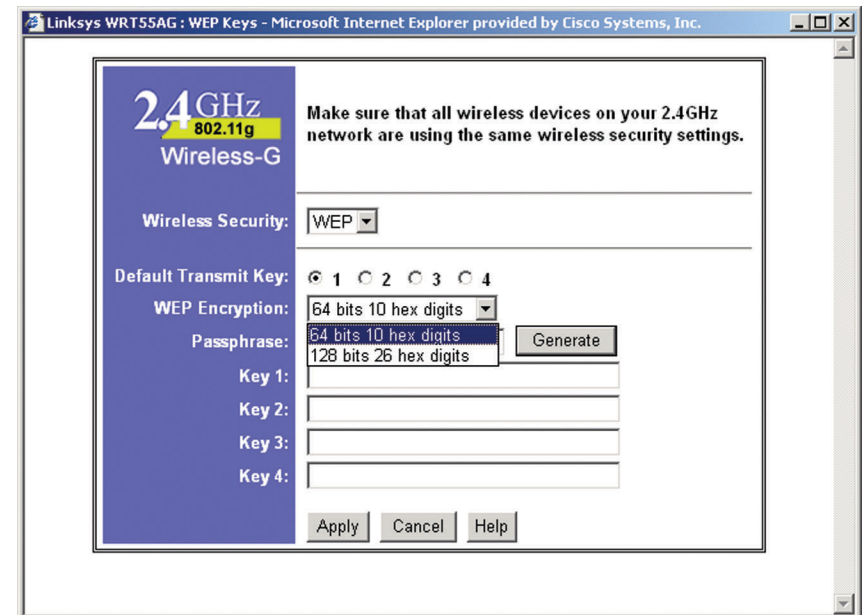 Linksys WRT55AG : WEP Keys - Microsoft Internet Explorer provided by Cisco Systems, Inc.
2.4 GHz
802.11g
Wireless-G
Make sure that all wireless devices on your 2.4GHz
network are using the same wireless security settings.
Wireless Security: WEP
Default Transmit Key: 1 2 3 4
WEP Encryption: 64 bits 10 hex digits
64 bits 10 hex digits
Passphrase: Generate
128 bits 26 hex digits
Key 1:
Key 2:
Key 3:
Key 4:
Apply Cancel Help